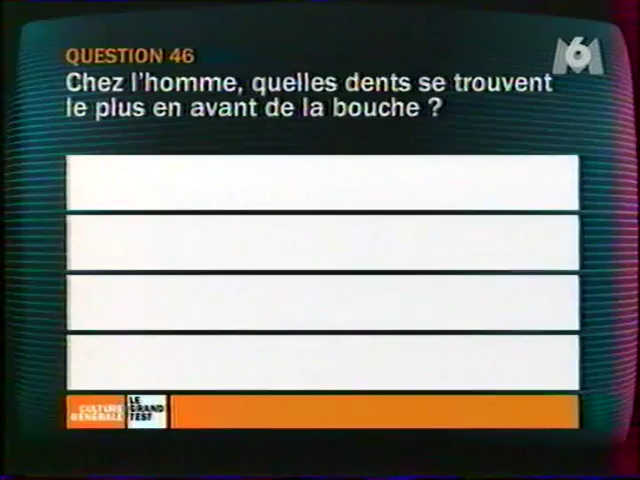 QUESTION 46
M6
Chez l'homme, quelles dents se trouvent
le plus en avant de la bouche ?
CULTURE
GÉNÉRALE
LE
GRAND
TEST